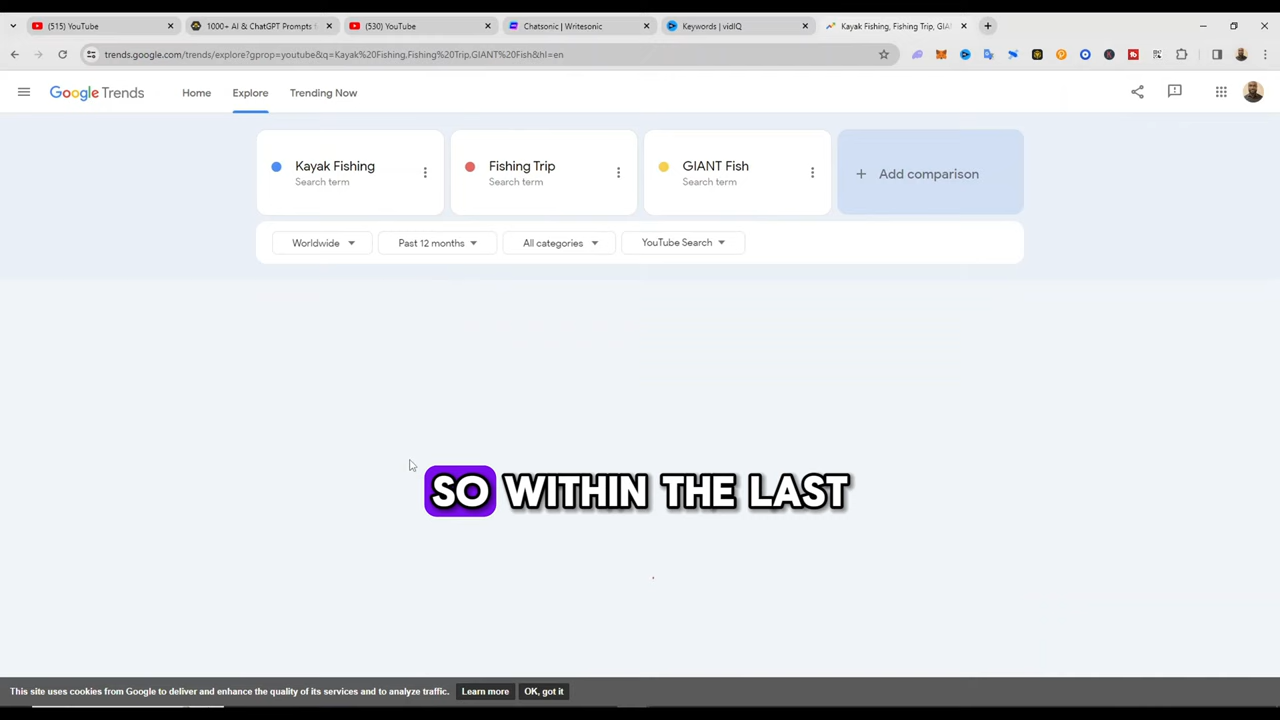 (515) YouTube
1000+ AI & ChatGPT Prompts
(530) YouTube
Chatsonic | Writesonic
Keywords | vidIQ
Kayak Fishing, Fishing Trip, GIA
trends.google.com/trends/explore?gprop=youtube&q=Kayak%20Fishing,Fishing%20Trip,GIANT%20Fish&hl=en
Google Trends
Home
Explore
Trending Now
Kayak Fishing
Search term
Fishing Trip
Search term
GIANT Fish
Search term
+ Add comparison
Worldwide
Past 12 months
All categories
YouTube Search
SO WITHIN THE LAST
This site uses cookies from Google to deliver and enhance the quality of its services and to analyze traffic. Learn more OK, got it